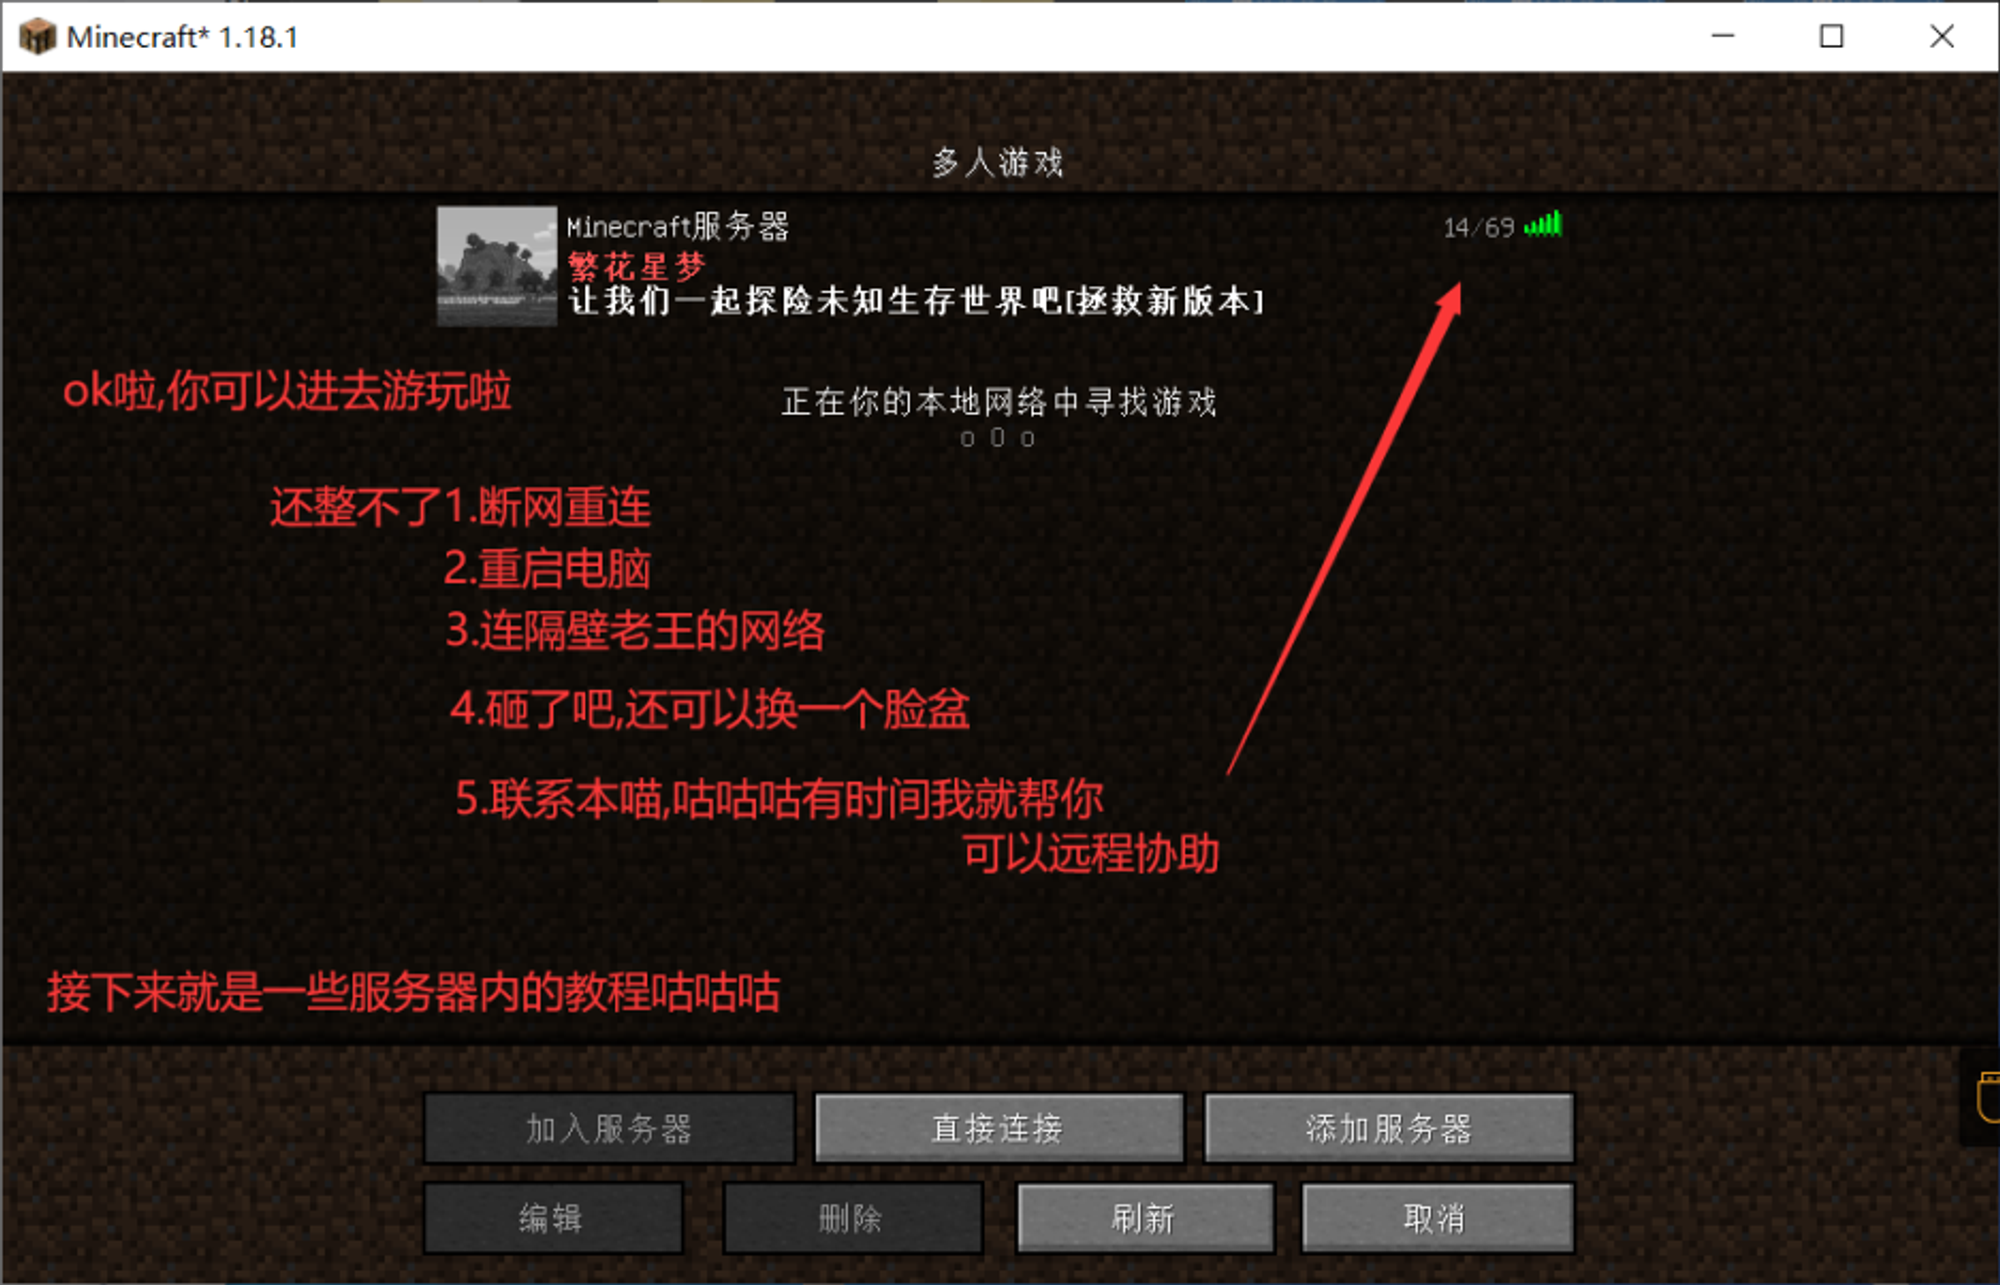 Minecraft* 1.18.1
多人游戏
Minecraft服务器
14/69
繁花星梦
让我们一起探险未知生存世界吧[拯救新版本]
ok啦,你可以进去游玩啦
正在你的本地网络中寻找游戏
o O o
还整不了1.断网重连
2.重启电脑
3.连隔壁老王的网络
4.砸了吧,还可以换一个脸盆
5.联系本喵,咕咕咕有时间我就帮你
可以远程协助
接下来就是一些服务器内的教程咕咕咕
加入服务器
直接连接
添加服务器
编辑
删除
刷新
取消